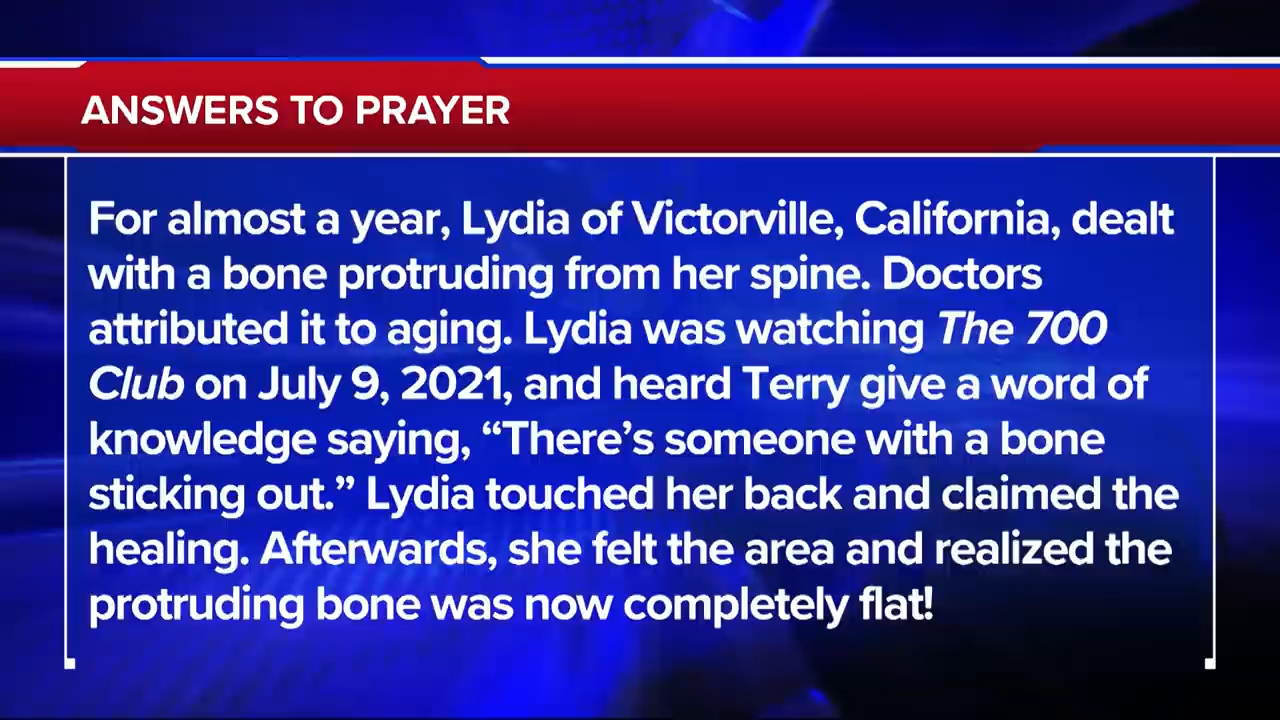 ANSWERS TO PRAYER
For almost a year, Lydia of Victorville, California, dealt
with a bone protruding from her spine. Doctors
attributed it to aging. Lydia was watching The 700
Club on July 9, 2021, and heard Terry give a word of
knowledge saying, “There’s someone with a bone
sticking out.” Lydia touched her back and claimed the
healing. Afterwards, she felt the area and realized the
protruding bone was now completely flat!